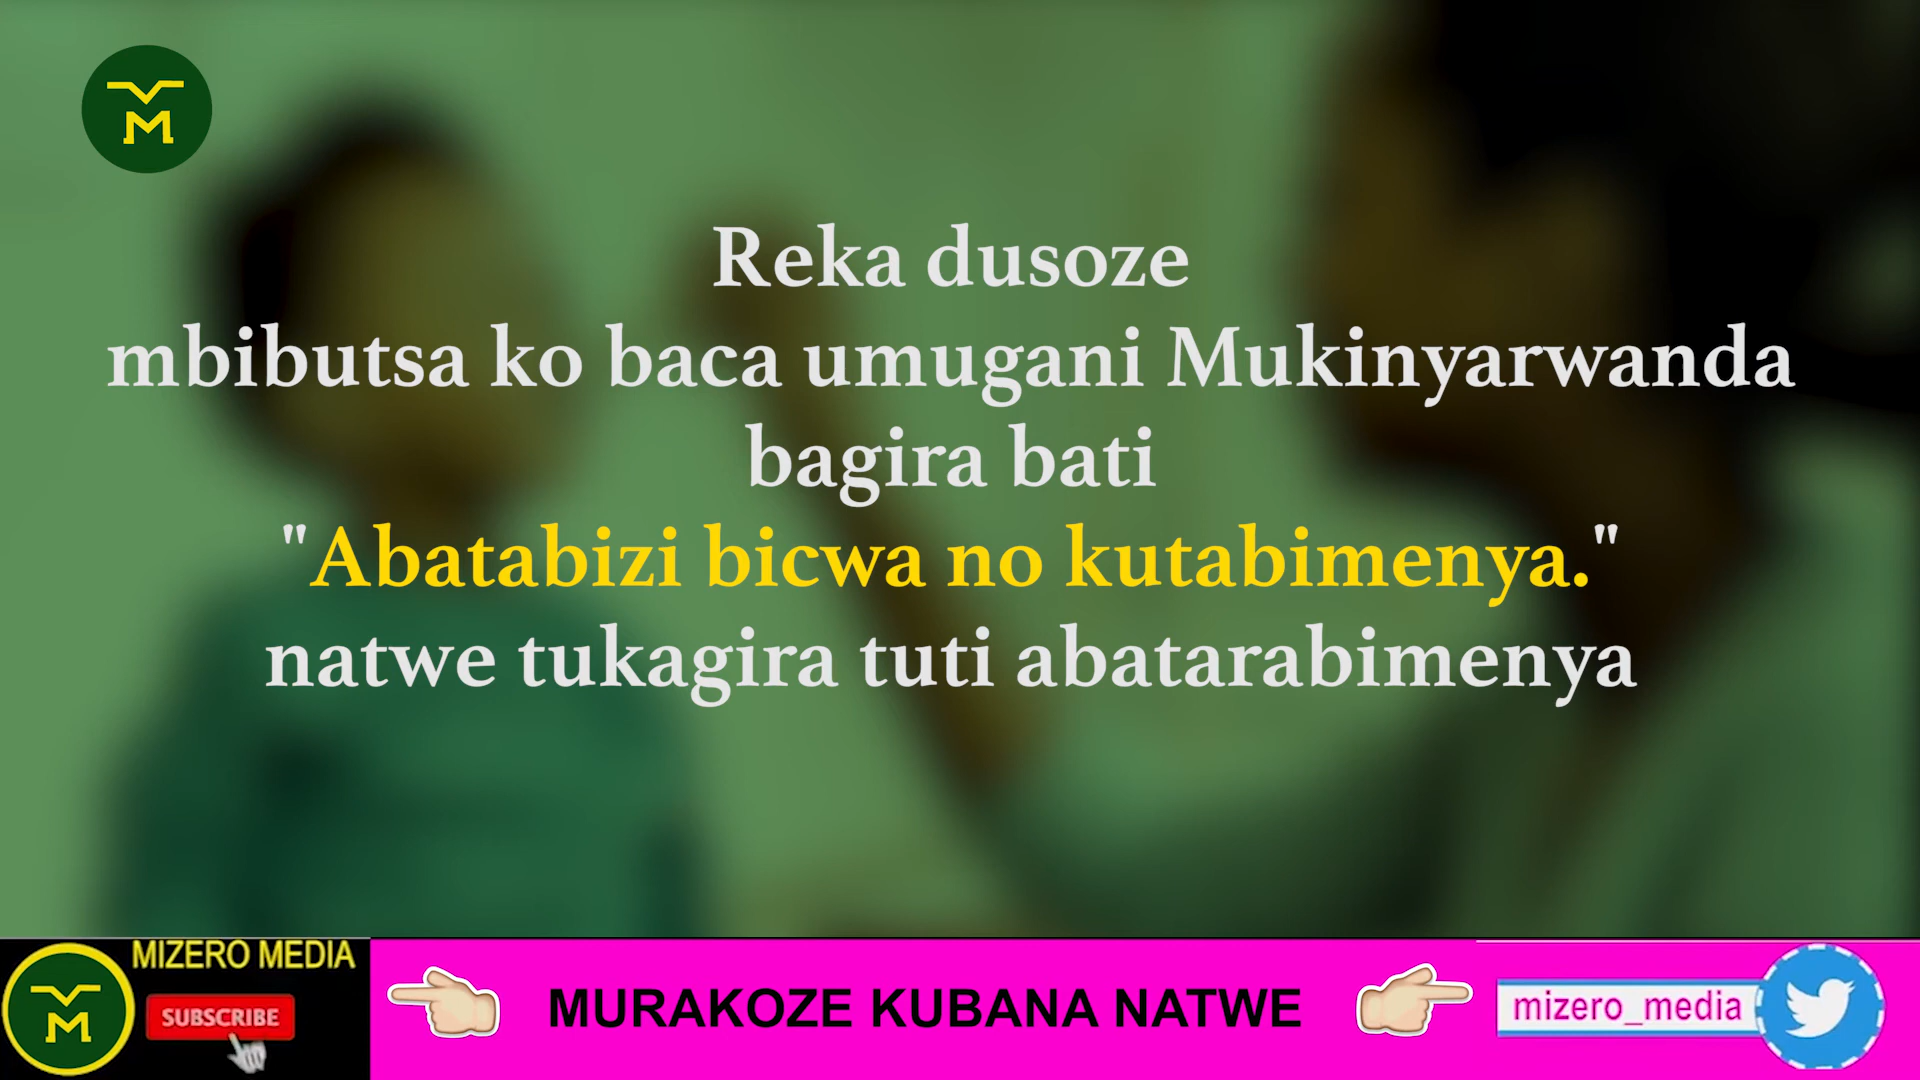 Reka dusoze
mbibutsa ko baca umugani Mukinyarwanda
bagira bati
"Abatabizi bicwa no kutabimenya."
natwe tukagira tuti abatarabimenya
MIZERO MEDIA
SUBSCRIBE
MURAKOZE KUBANA NATWE
mizero_media